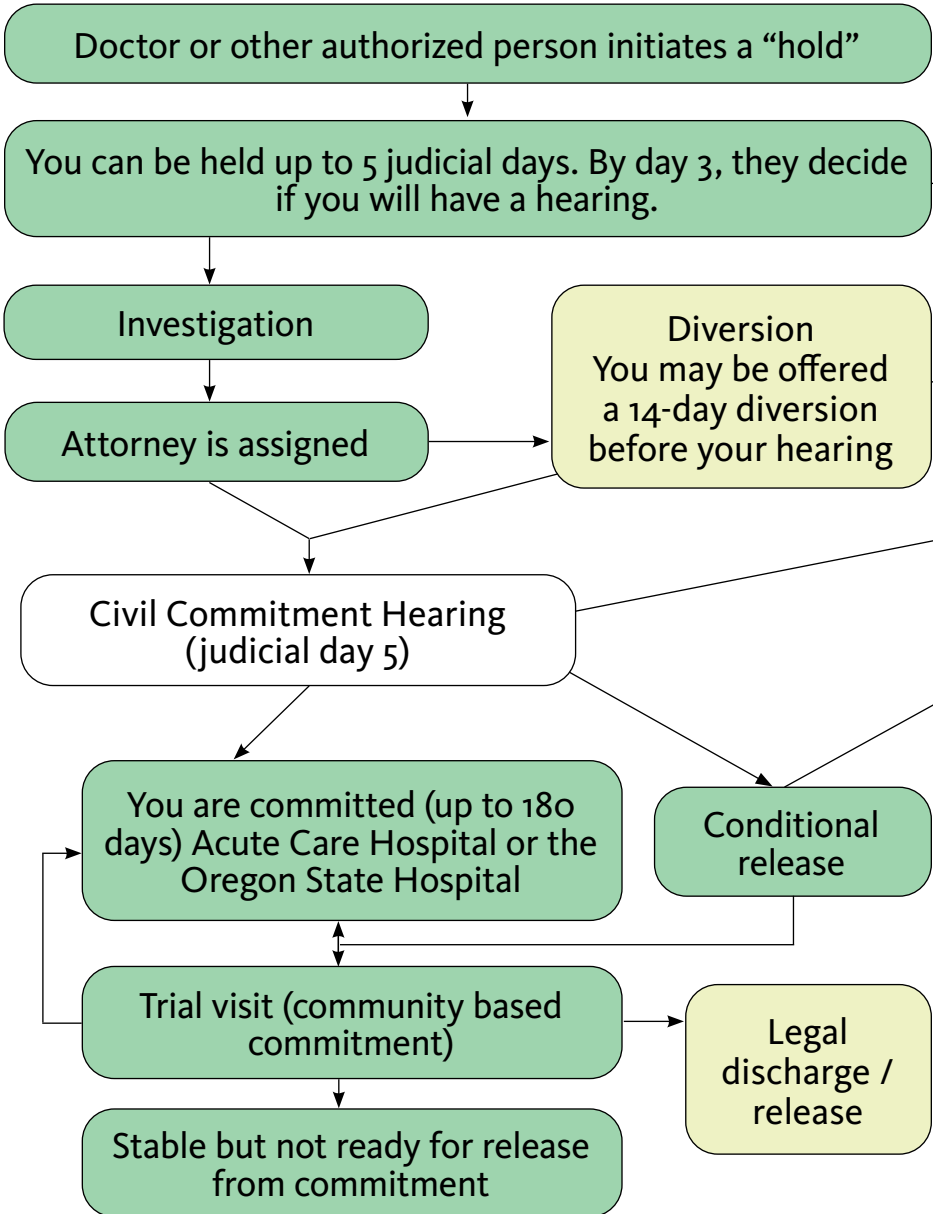 Doctor or other authorized person initiates a “hold”
You can be held up to 5 judicial days. By day 3, they decide
if you will have a hearing.
Investigation
Diversion
You may be offered
a 14-day diversion
before your hearing
Attorney is assigned
Civil Commitment Hearing
(judicial day 5)
You are committed (up to 180
days) Acute Care Hospital or the
Oregon State Hospital
Conditional
release
Trial visit (community based
commitment)
Legal
discharge /
release
Stable but not ready for release
from commitment